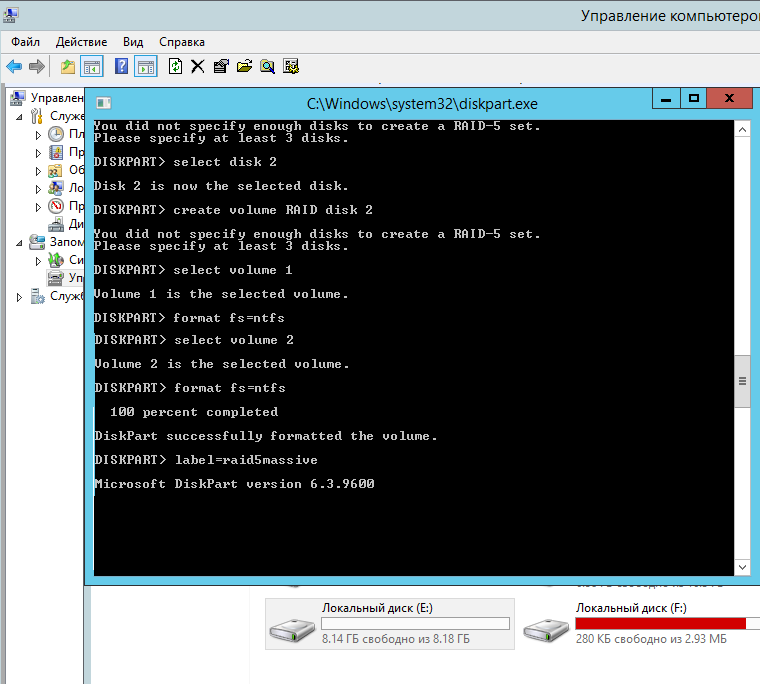 Управление компьютеро
Файл Действие Вид Справка
Управлен
Служе
Пл
Пр
Об
Ло
Пр
Ди
Запом
Си
Упр
Служб
C:\Windows\system32\diskpart.exe
You did not specify enough disks to create a RAID-5 set.
Please specify at least 3 disks.
DISKPART> select disk 2
Disk 2 is now the selected disk.
DISKPART> create volume RAID disk 2
You did not specify enough disks to create a RAID-5 set.
Please specify at least 3 disks.
DISKPART> select volume 1
Volume 1 is the selected volume.
DISKPART> format fs=ntfs
DISKPART> select volume 2
Volume 2 is the selected volume.
DISKPART> format fs=ntfs
100 percent completed
DiskPart successfully formatted the volume.
DISKPART> label=raid5massive
Microsoft DiskPart version 6.3.9600
Локальный диск (E:)
8.14 ГБ свободно из 8.18 ГБ
Локальный диск (F:)
280 КБ свободно из 2.93 МБ